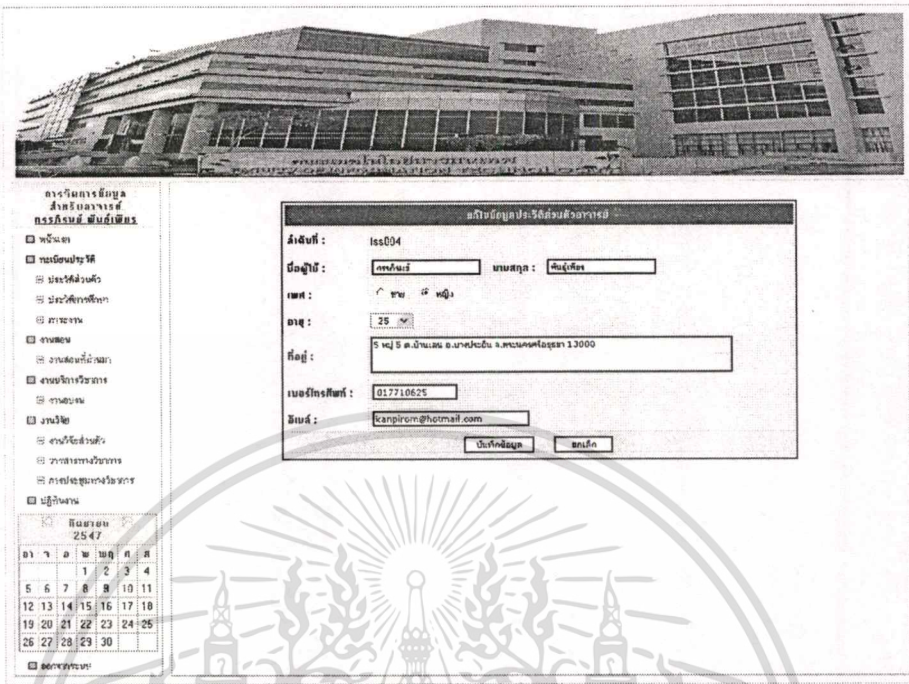 การจัดการข้อมูล
สำหรับอาจารย์
กรรภิรมย์ พันธุ์เพียร
หน้าแรก
ทะเบียนประวัติ
ประวัติส่วนตัว
ประวัติการศึกษา
ภาระงาน
งานสอน
งานสอนที่ผ่านมา
งานบริการวิชาการ
งานอบรม
งานวิจัย
งานวิจัยส่วนตัว
วารสารทางวิชาการ
การประชุมทางวิชาการ
ปฏิทินงาน
กันยายน
2547
อา จ อ พ พฤ ศ ส
1 2 3 4
5 6 7 8 9 10 11
12 13 14 15 16 17 18
19 20 21 22 23 24 25
26 27 28 29 30
ออกจากระบบ
แก้ไขข้อมูลประวัติส่วนตัวอาจารย์
ลำดับที่ : lss004
ชื่อผู้ใช้ : กรรภิรมย์ นามสกุล : พันธุ์เพียร
เพศ : ชาย หญิง
อายุ : 25
ที่อยู่ : 5 หมู่ 5 ต.บ้านเลน อ.บางปะอิน จ.พระนครศรีอยุธยา 13000
เบอร์โทรศัพท์ : 017710625
อีเมล์ : kanpirom@hotmail.com
บันทึกข้อมูล ยกเลิก